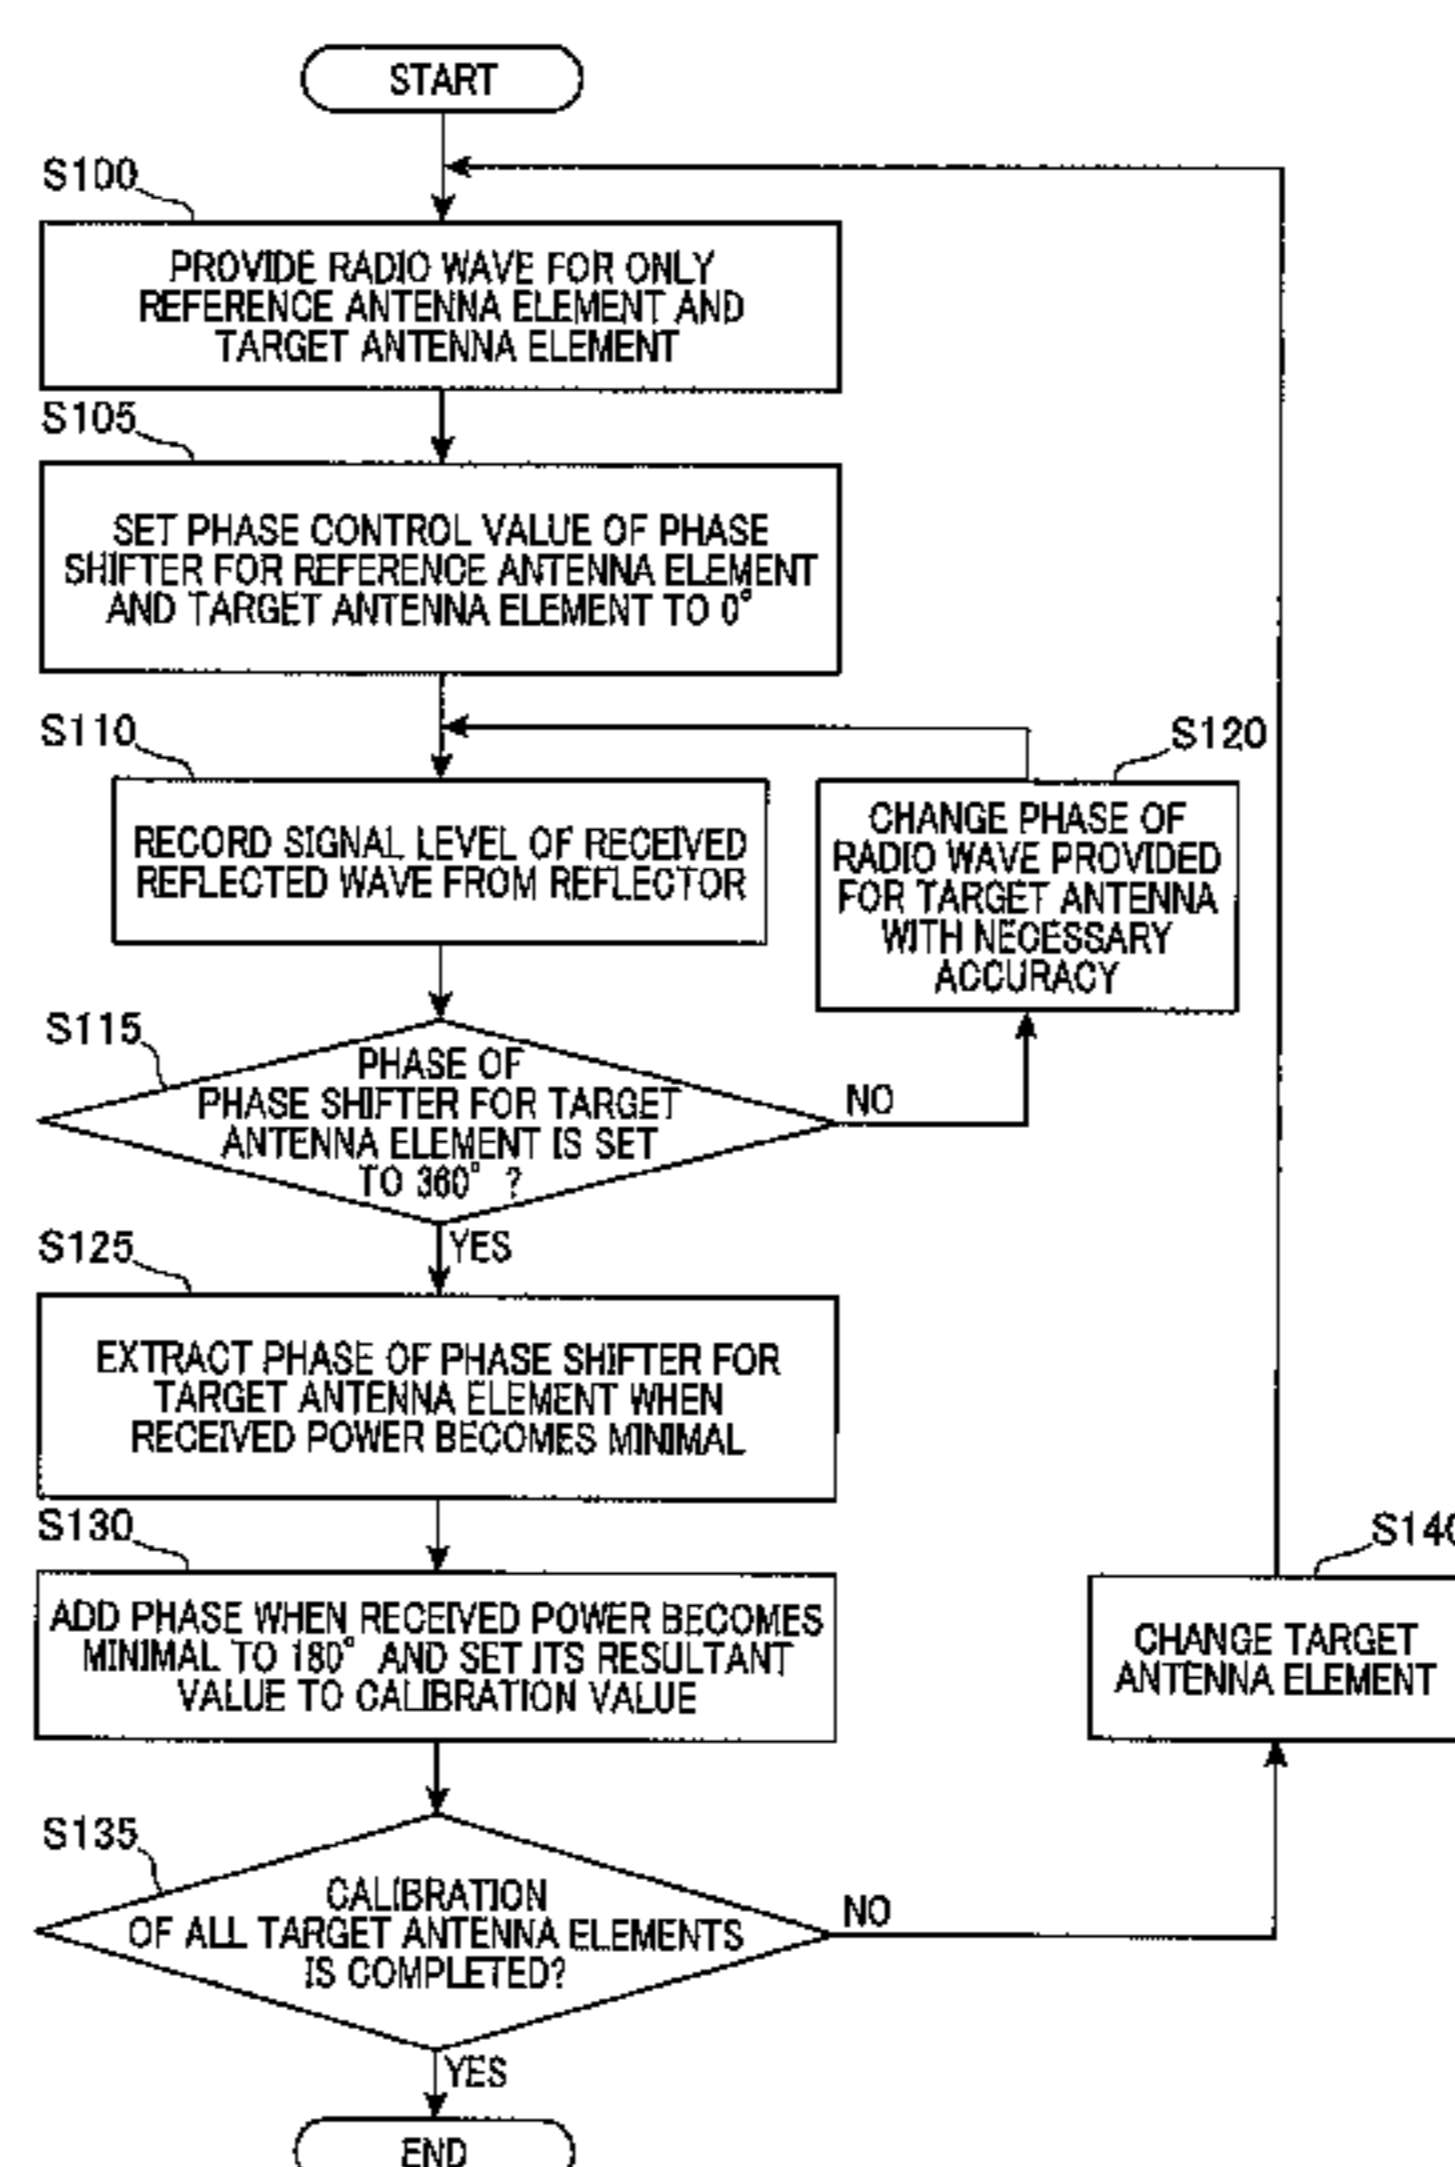 START
S100
PROVIDE RADIO WAVE FOR ONLY
REFERENCE ANTENNA ELEMENT AND
TARGET ANTENNA ELEMENT
S105
SET PHASE CONTROL VALUE OF PHASE
SHIFTER FOR REFERENCE ANTENNA ELEMENT
AND TARGET ANTENNA ELEMENT TO 0°
S110
RECORD SIGNAL LEVEL OF RECEIVED
REFLECTED WAVE FROM REFLECTOR
S120
CHANGE PHASE OF
RADIO WAVE PROVIDED
FOR TARGET ANTENNA
WITH NECESSARY
ACCURACY
S115
PHASE OF
PHASE SHIFTER FOR TARGET
ANTENNA ELEMENT IS SET
TO 360° ?
NO
YES
S125
EXTRACT PHASE OF PHASE SHIFTER FOR
TARGET ANTENNA ELEMENT WHEN
RECEIVED POWER BECOMES MINIMAL
S130
ADD PHASE WHEN RECEIVED POWER BECOMES
MINIMAL TO 180° AND SET ITS RESULTANT
VALUE TO CALIBRATION VALUE
S140
CHANGE TARGET
ANTENNA ELEMENT
S135
CALIBRATION
OF ALL TARGET ANTENNA ELEMENTS
IS COMPLETED?
NO
YES
END